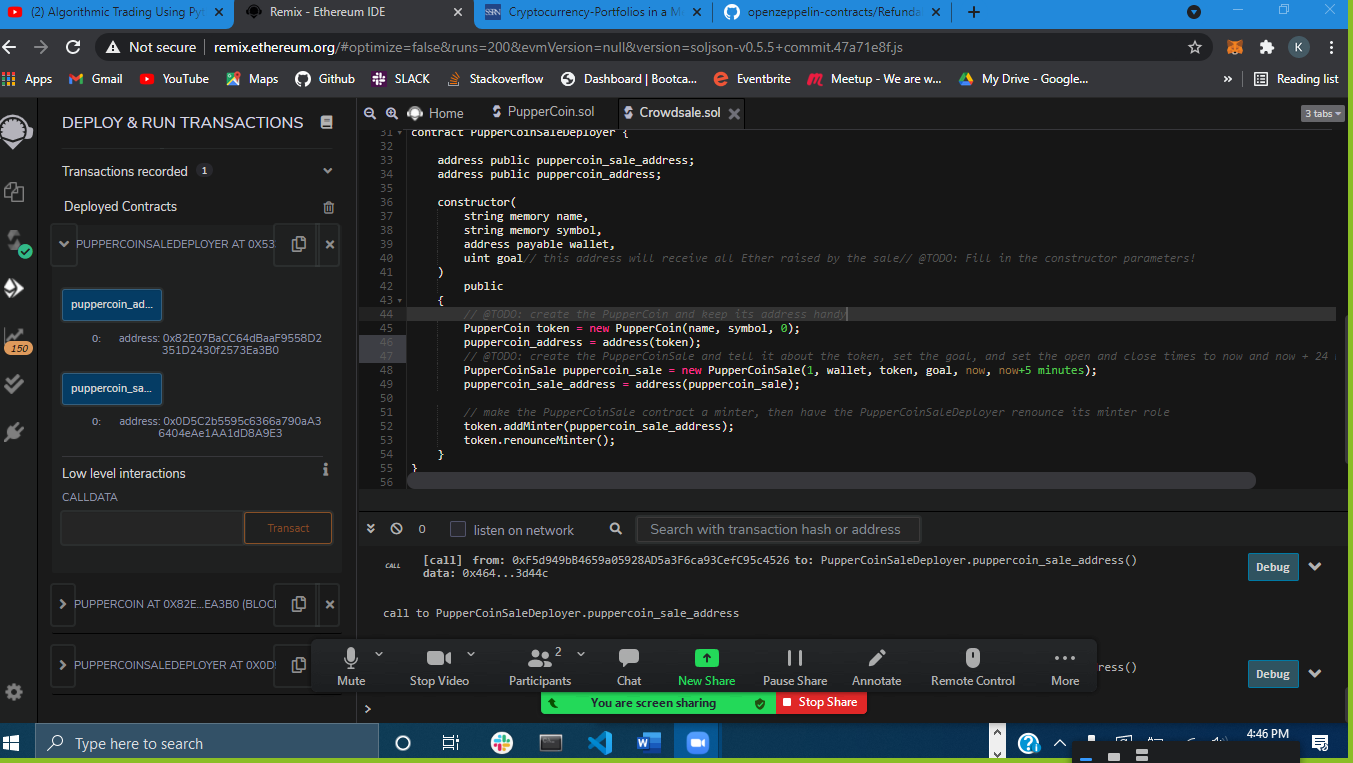 (2) Algorithmic Trading Using Pyt
Remix - Ethereum IDE
Cryptocurrency-Portfolios in a M
openzeppelin-contracts/Refunda
Not secure | remix.ethereum.org/#optimize=false&runs=200&evmVersion=null&version=soljson-v0.5.5+commit.47a71e8f.js
K
Apps Gmail YouTube Maps Github SLACK Stackoverflow Dashboard | Bootca... Eventbrite Meetup - We are w... My Drive - Google... » Reading list
DEPLOY & RUN TRANSACTIONS
Transactions recorded 1
Deployed Contracts
PUPPERCOINSALEDEPLOYER AT 0X53
puppercoin_ad...
0: address: 0x82E07BaCC64dBaaF9558D2
351D2430f2573Ea3B0
puppercoin_sa...
0: address: 0x0D5C2b5595c6366a790aA3
6404eAe1AA1dD8A9E3
Low level interactions
CALLDATA
Transact
PUPPERCOIN AT 0X82E...EA3B0 (BLOCK
PUPPERCOINSALEDEPLOYER AT 0X0D5
150
Home PupperCoin.sol Crowdsale.sol 3 tabs
31 contract PupperCoinSaleDeployer {
32
33 address public puppercoin_sale_address;
34 address public puppercoin_address;
35
36 constructor(
37 string memory name,
38 string memory symbol,
39 address payable wallet,
40 uint goal// this address will receive all Ether raised by the sale// @TODO: Fill in the constructor parameters!
41 )
42 public
43 {
44 // @TODO: create the PupperCoin and keep its address handy
45 PupperCoin token = new PupperCoin(name, symbol, 0);
46 puppercoin_address = address(token);
47 // @TODO: create the PupperCoinSale and tell it about the token, set the goal, and set the open and close times to now and now + 24
48 PupperCoinSale puppercoin_sale = new PupperCoinSale(1, wallet, token, goal, now, now+5 minutes);
49 puppercoin_sale_address = address(puppercoin_sale);
50
51 // make the PupperCoinSale contract a minter, then have the PupperCoinSaleDeployer renounce its minter role
52 token.addMinter(puppercoin_sale_address);
53 token.renounceMinter();
54 }
55 }
56
0 listen on network Search with transaction hash or address
CALL [call] from: 0xF5d949bB4659a05928AD5a3F6ca93CefC95c4526 to: PupperCoinSaleDeployer.puppercoin_sale_address()
data: 0x464...3d44c
Debug
call to PupperCoinSaleDeployer.puppercoin_sale_address
ress()
Debug
>
2
Mute Stop Video Participants Chat New Share Pause Share Annotate Remote Control More
You are screen sharing Stop Share
Type here to search
4:46 PM